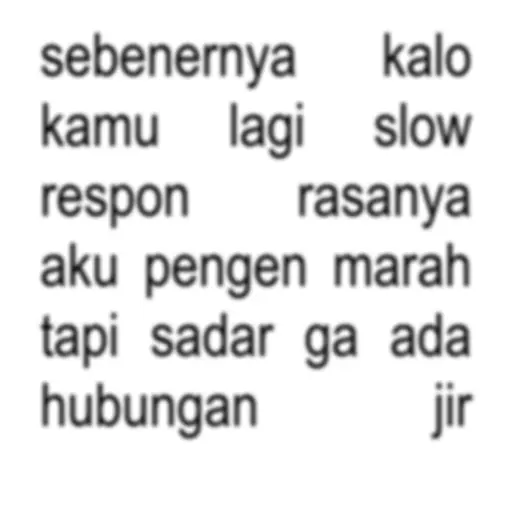 sebenernya kalo
kamu lagi slow
respon rasanya
aku pengen marah
tapi sadar ga ada
hubungan jir